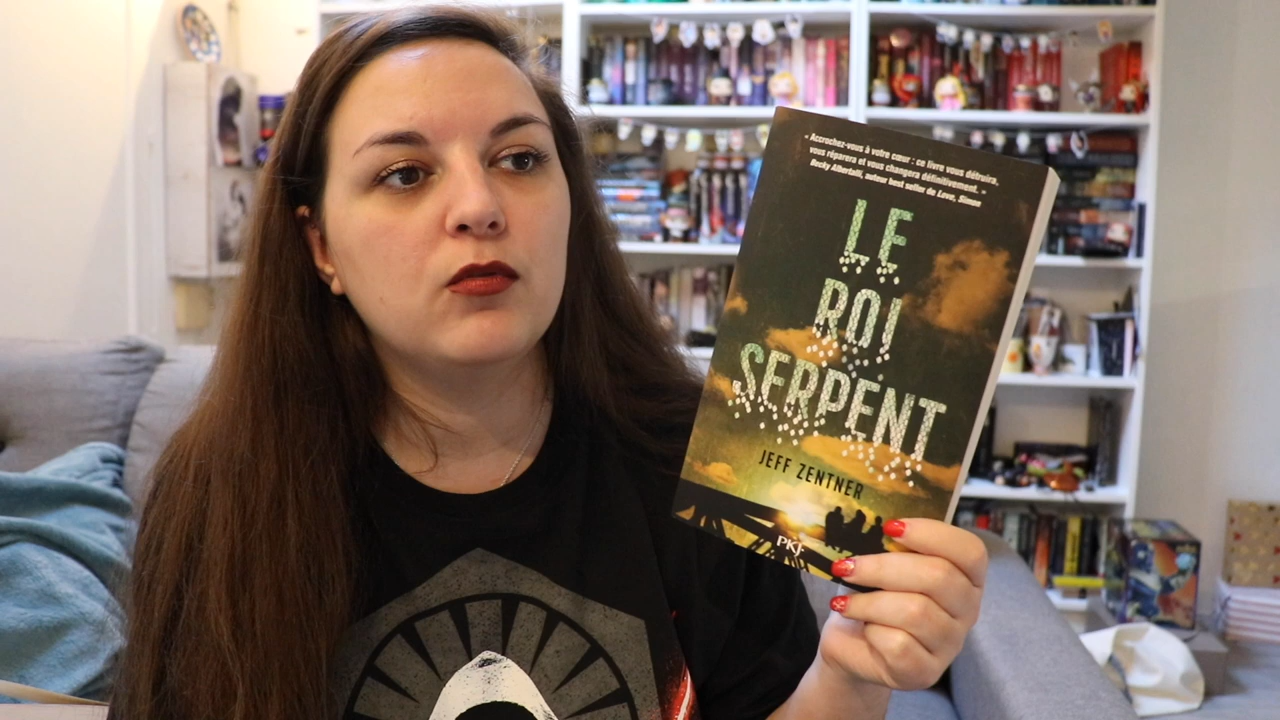 « Accrochez-vous à votre cœur : ce livre vous détruira,
vous réparera et vous changera définitivement. »
Becky Albertalli, auteur best seller de Love, Simon
LE
ROI
SERPENT
JEFF ZENTNER
PKJ